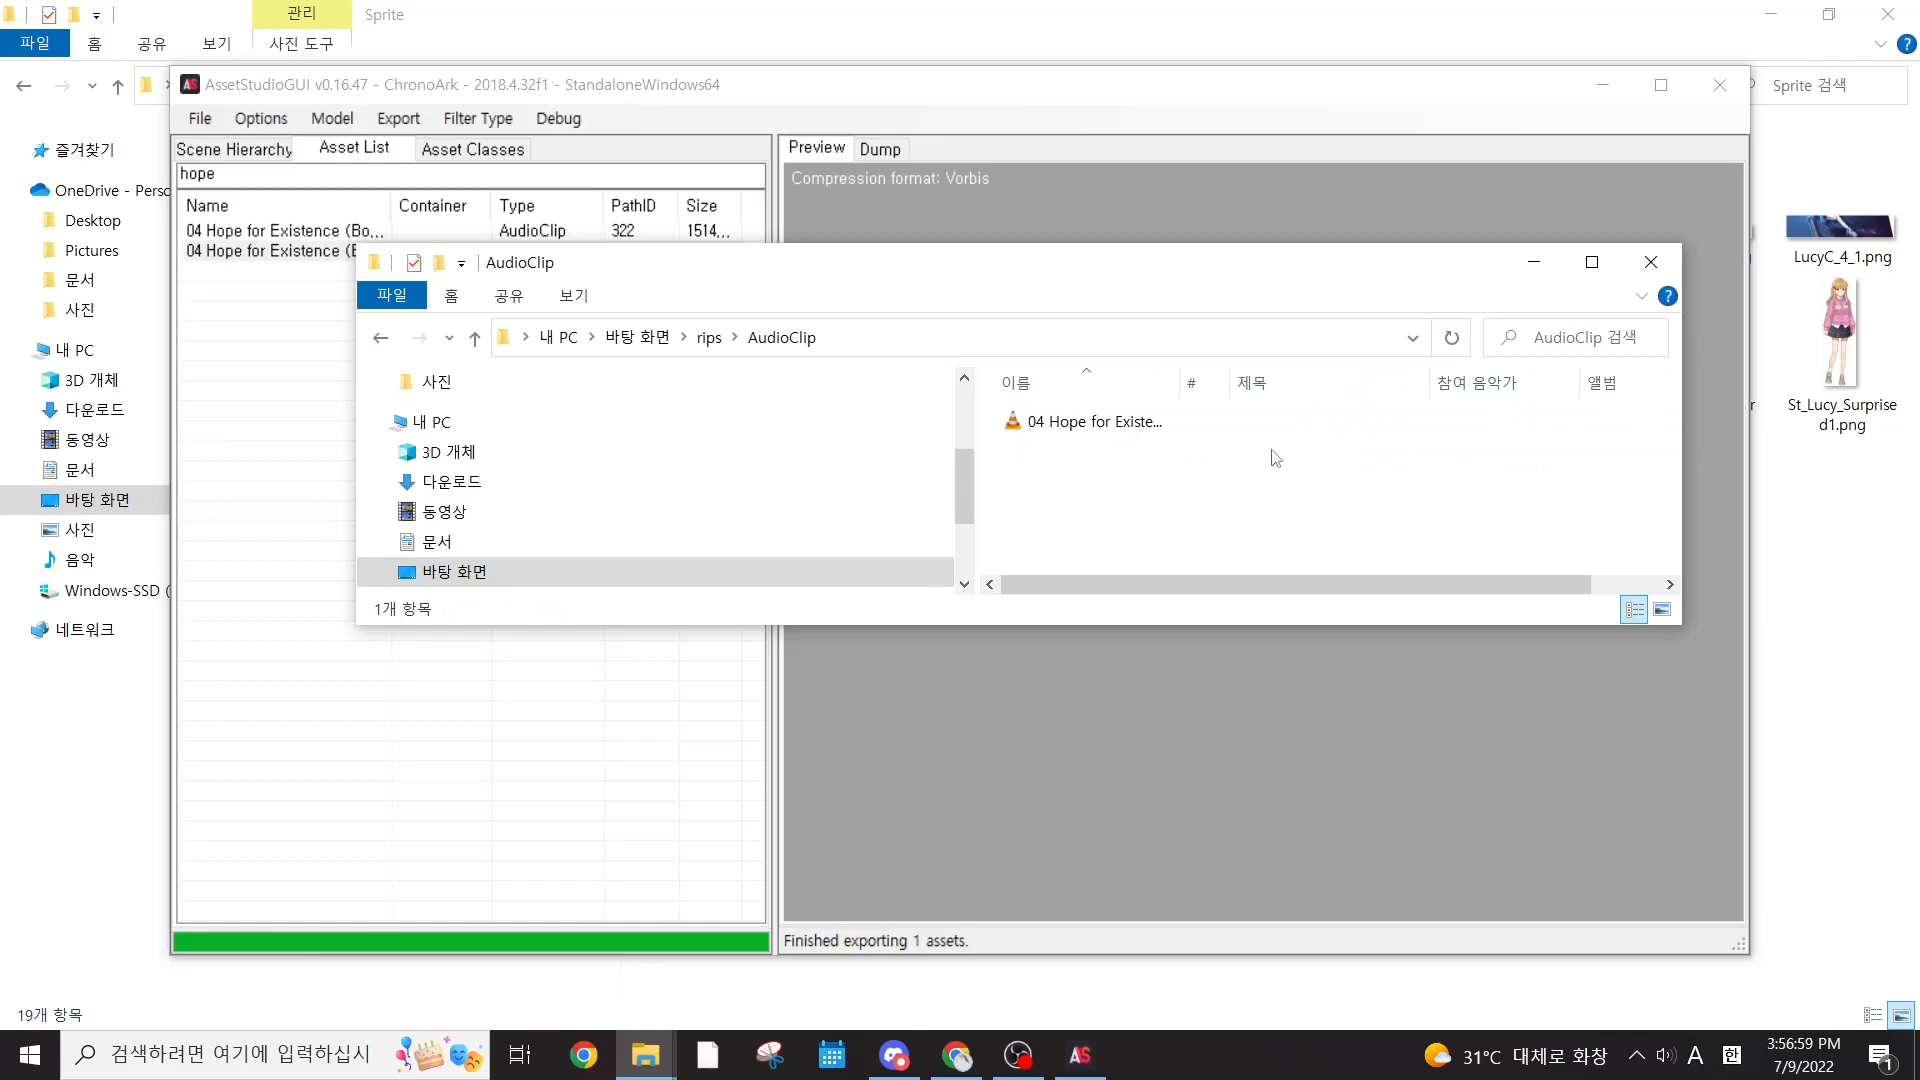 관리
Sprite
파일
홈
공유
보기
사진 도구
Sprite 검색
AssetStudioGUI v0.16.47 - ChronoArk - 2018.4.32f1 - StandaloneWindows64
File
Options
Model
Export
Filter Type
Debug
Scene Hierarchy
Asset List
Asset Classes
hope
Name
Container
Type
PathID
Size
04 Hope for Existence (Bo...
AudioClip
322
1514...
04 Hope for Existence (
Preview
Dump
Compression format: Vorbis
즐겨찾기
OneDrive - Perso
Desktop
Pictures
문서
사진
내 PC
3D 개체
다운로드
동영상
문서
바탕 화면
사진
음악
Windows-SSD (
네트워크
AudioClip
파일
홈
공유
보기
내 PC
바탕 화면
rips
AudioClip
AudioClip 검색
사진
내 PC
3D 개체
다운로드
동영상
문서
바탕 화면
이름
#
제목
참여 음악가
앨범
04 Hope for Existe...
1개 항목
LucyC_4_1.png
St_Lucy_Surprise
d1.png
Finished exporting 1 assets.
19개 항목
검색하려면 여기에 입력하십시
AS
31°C 대체로 화창
A
한
3:56:59 PM
7/9/2022
1